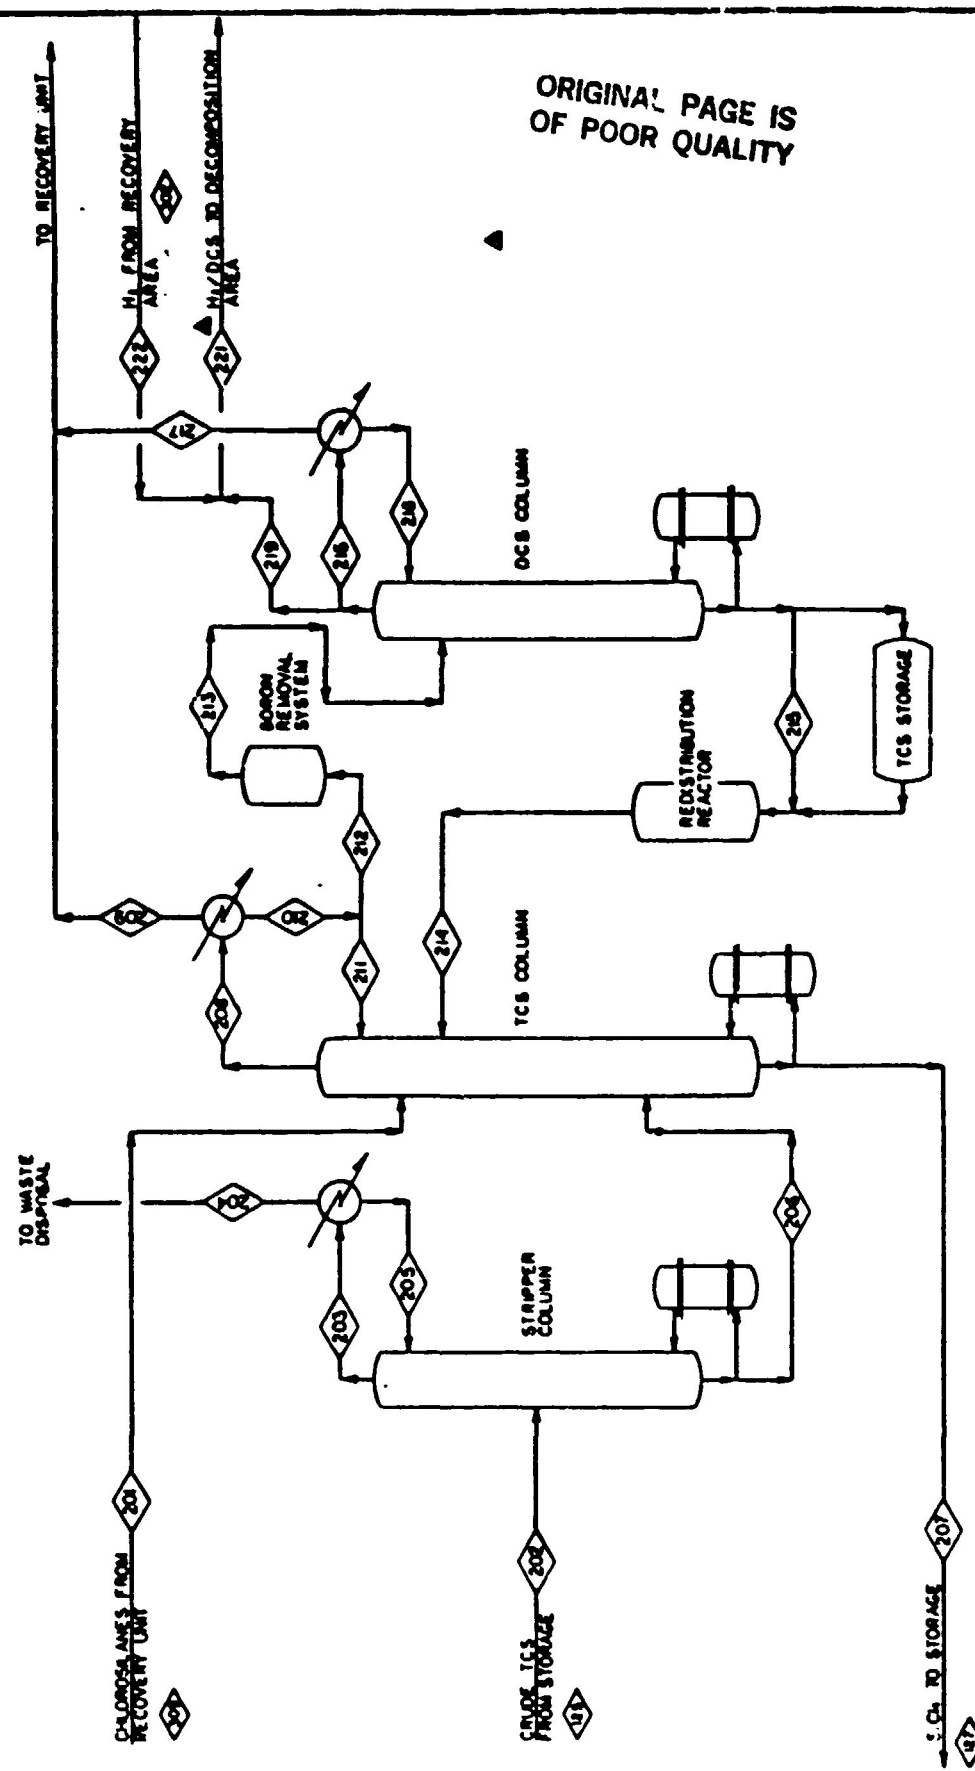 ORIGINAL PAGE IS
OF POOR QUALITY
TO RECOVERY UNIT
H₂ FROM RECOVERY
AREA
222
H₂/DCS TO DECOMPOSITION
AREA
221
217
219
216
218
DCS COLUMN
213
BORON
REMOVAL
SYSTEM
212
215
TCS STORAGE
REDISTRIBUTION
REACTOR
209
210
211
214
208
TCS COLUMN
TO WASTE
DISPOSAL
204
203
205
206
STRIPPER
COLUMN
CHLOROSILANES FROM
RECOVERY UNIT
201
CRUDE TCS
FROM STORAGE
202
125
TO STORAGE
207
127